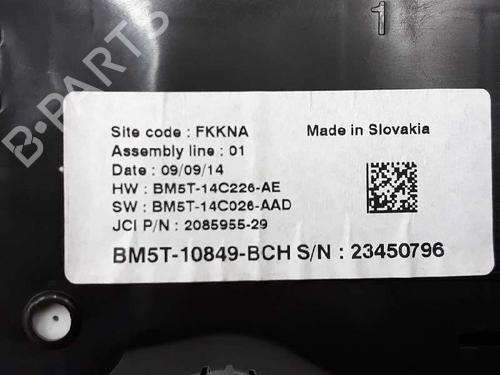 1
B-PARTS
Site code : FKKNA
Made in Slovakia
Assembly line : 01
Date : 09/09/14
HW : BM5T-14C226-AE
SW : BM5T-14C026-AAD
JCI P/N : 2085955-29
BM5T-10849-BCH S/N : 23450796